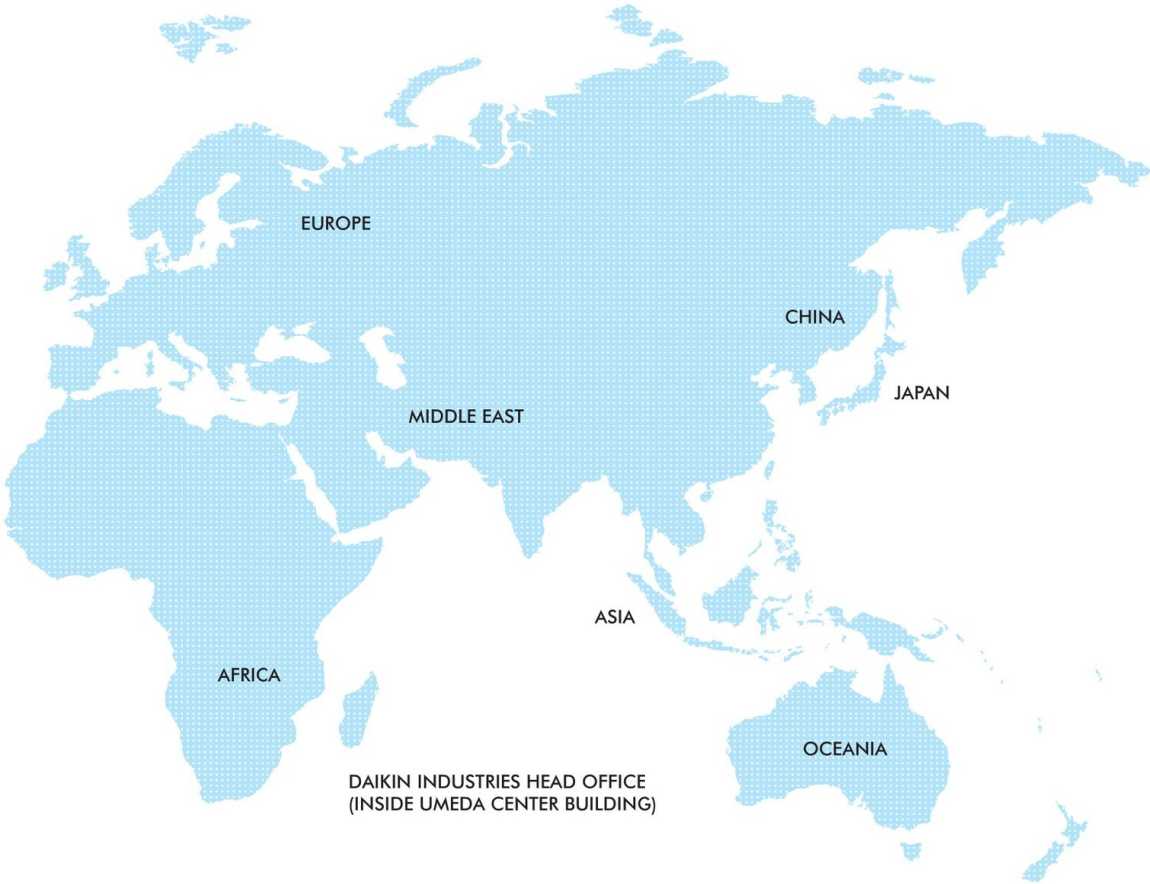 EUROPE
CHINA
JAPAN
MIDDLE EAST
ASIA
AFRICA
OCEANIA
DAIKIN INDUSTRIES HEAD OFFICE
(INSIDE UMEDA CENTER BUILDING)